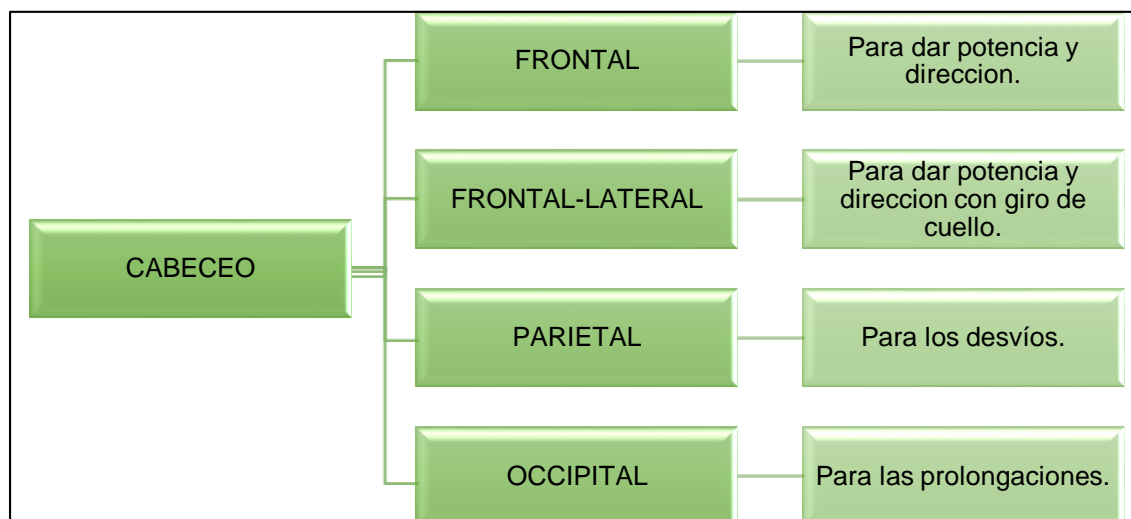 CABECEO
FRONTAL
Para dar potencia y
direccion.
FRONTAL-LATERAL
Para dar potencia y
direccion con giro de
cuello.
PARIETAL
Para los desvíos.
OCCIPITAL
Para las prolongaciones.